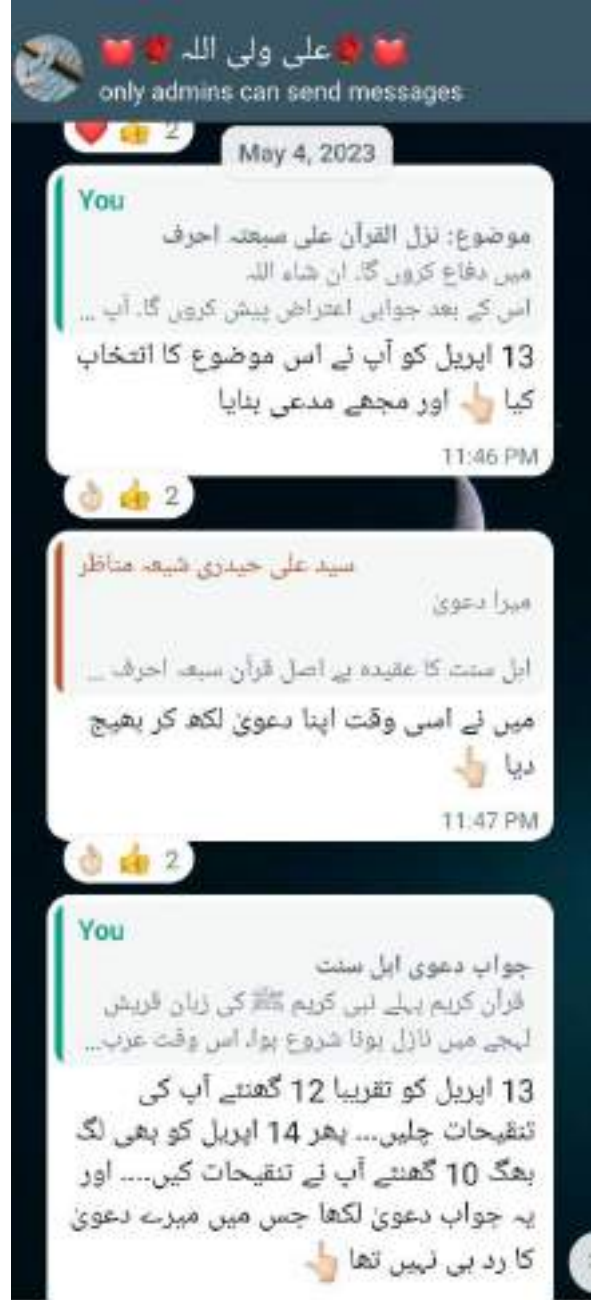 ❤️🌹 علی ولی اللہ 🌹❤️
only admins can send messages
❤️👍 2
May 4, 2023
You
موضوع: نزل القرآن علی سبعتہ احرف
میں دفاع کروں گا. ان شاء اللہ
اس کے بعد جوابی اعتراض پیش کروں گا. آپ ...
13 اپریل کو آپ نے اس موضوع کا انتخاب
کیا 👆🏻 اور مجھے مدعی بنایا
11:46 PM
👌🏻👍 2
سید علی حیدری شیعہ مناظر
میرا دعویٰ
اہل سنت کا عقیدہ ہے اصل قرآن سبعہ احرف ...
میں نے اسی وقت اپنا دعویٰ لکھ کر بھیج
دیا 👆🏻
11:47 PM
👌🏻👍 2
You
جواب دعوی اہل سنت
قرآن کریم پہلے نبی کریم ﷺ کی زبان قریش
لہجے میں نازل ہونا شروع ہوا، اس وقت عرب...
13 اپریل کو تقریبا 12 گھنٹے آپ کی
تنقیحات چلیں... پھر 14 اپریل کو بھی لگ
بھگ 10 گھنٹے آپ نے تنقیحات کیں.... اور
یہ جواب دعویٰ لکھا جس میں میرے دعویٰ
کا رد ہی نہیں تھا 👆🏻